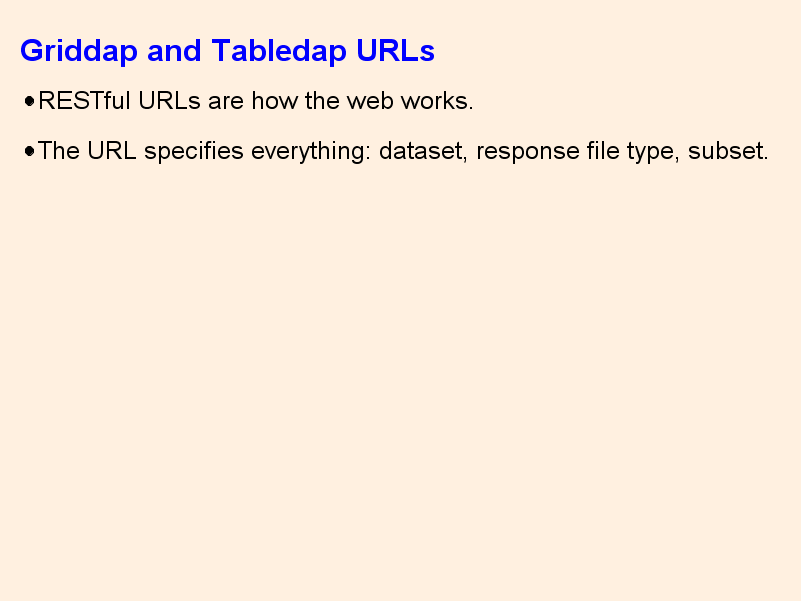 Griddap and Tabledap URLs
•RESTful URLs are how the web works.
•The URL specifies everything: dataset, response file type, subset.